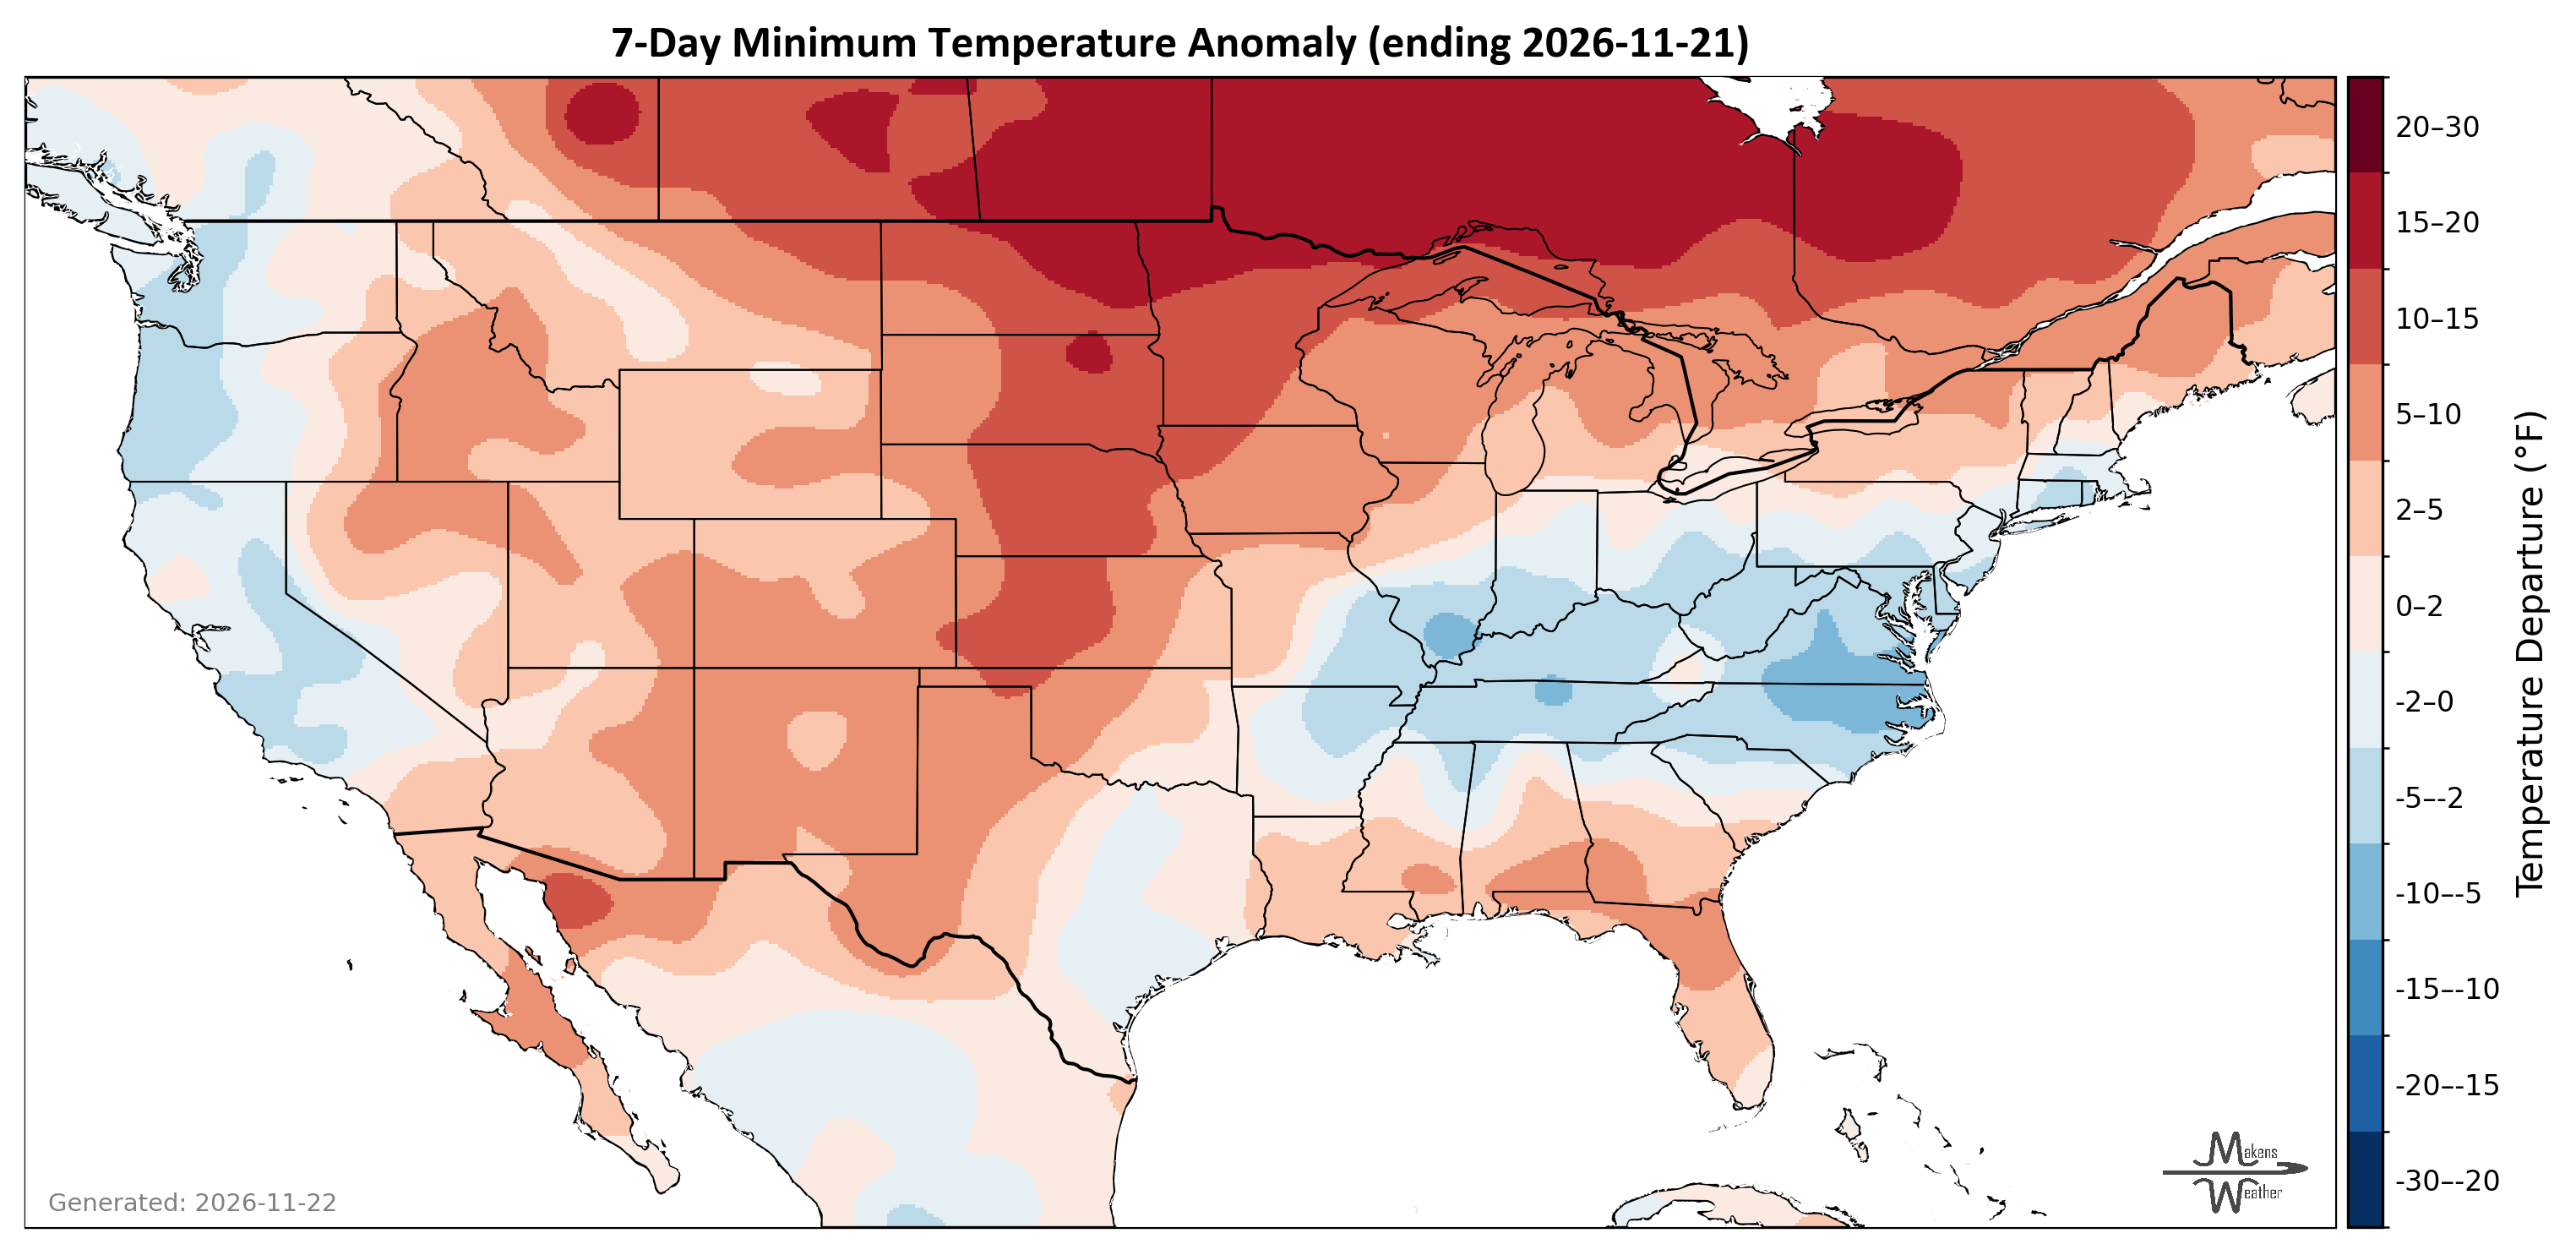 7-Day Minimum Temperature Anomaly (ending 2026-11-21)
20–30
15–20
10–15
5–10
2–5
0–2
-2–0
-5–-2
-10–-5
-15–-10
-20–-15
-30–-20
Temperature Departure (°F)
Generated: 2026-11-22
Makens
Weather